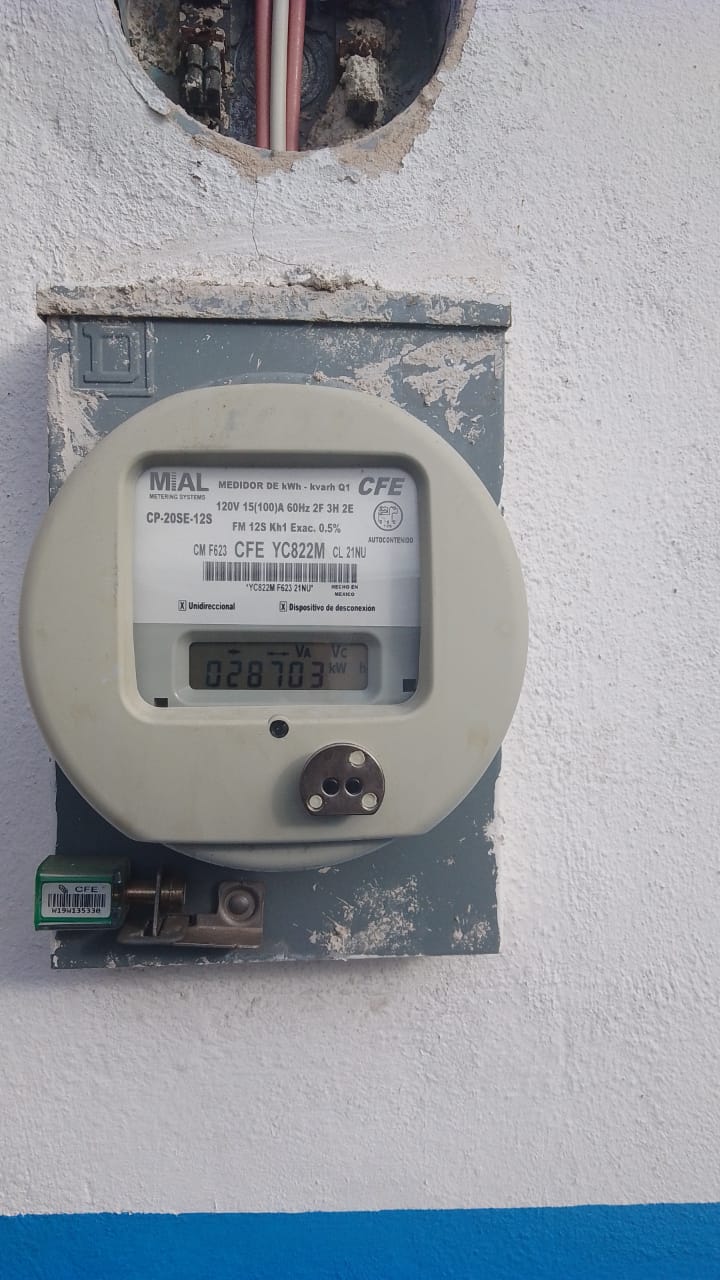 MIAL
METERING SYSTEMS
MEDIDOR DE kWh - kvarh Q1
CFE
120V 15(100)A 60Hz 2F 3H 2E
CP-20SE-12S
FM 12S Kh1 Exac. 0.5%
AUTOCONTENIDO
CM F623 CFE YC822M CL 21NU
*YC822M F623 21NU*
HECHO EN
MEXICO
X Unidireccional
X Dispositivo de desconexión
VA VC
028703 kW h
CFE
W19W135330